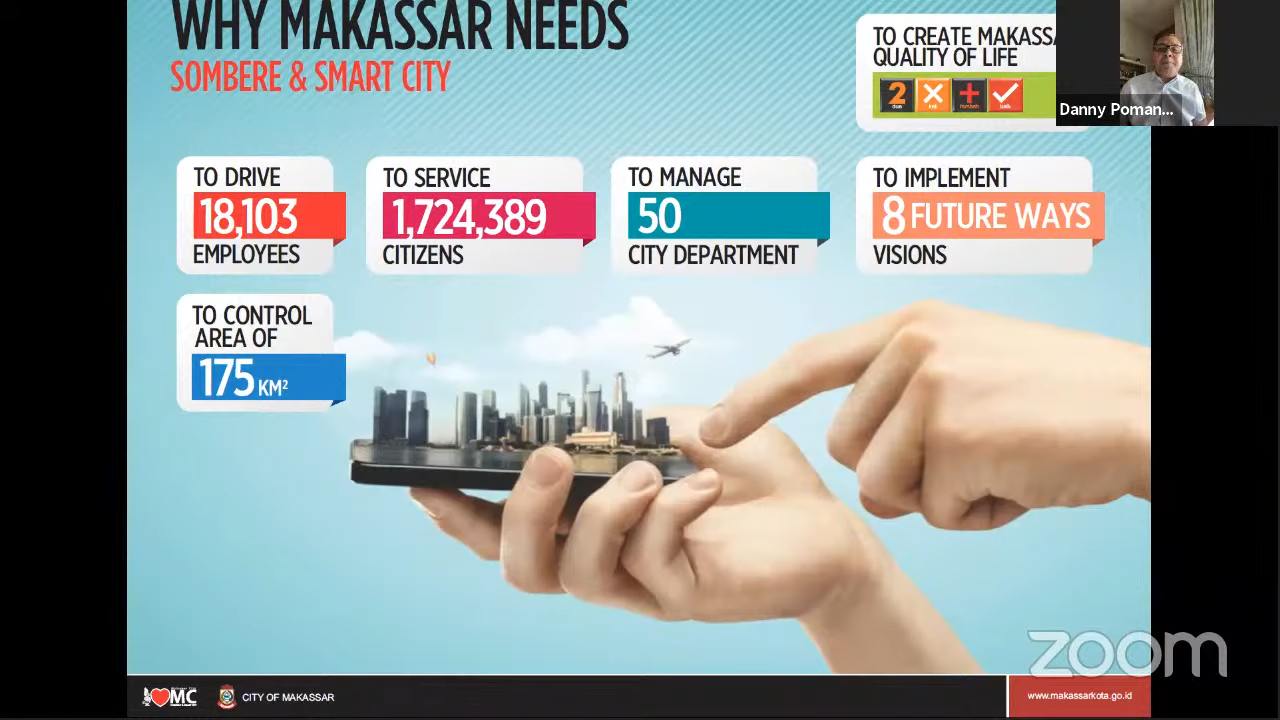 WHY MAKASSAR NEEDS
SOMBERE & SMART CITY
TO CREATE MAKASSA
QUALITY OF LIFE
2
Danny Poman...
TO DRIVE
18,103
EMPLOYEES
TO SERVICE
1,724,389
CITIZENS
TO MANAGE
50
CITY DEPARTMENT
TO IMPLEMENT
8 FUTURE WAYS
VISIONS
TO CONTROL
AREA OF
175 KM²
zoom
MC
CITY OF MAKASSAR
www.makassarkota.go.id